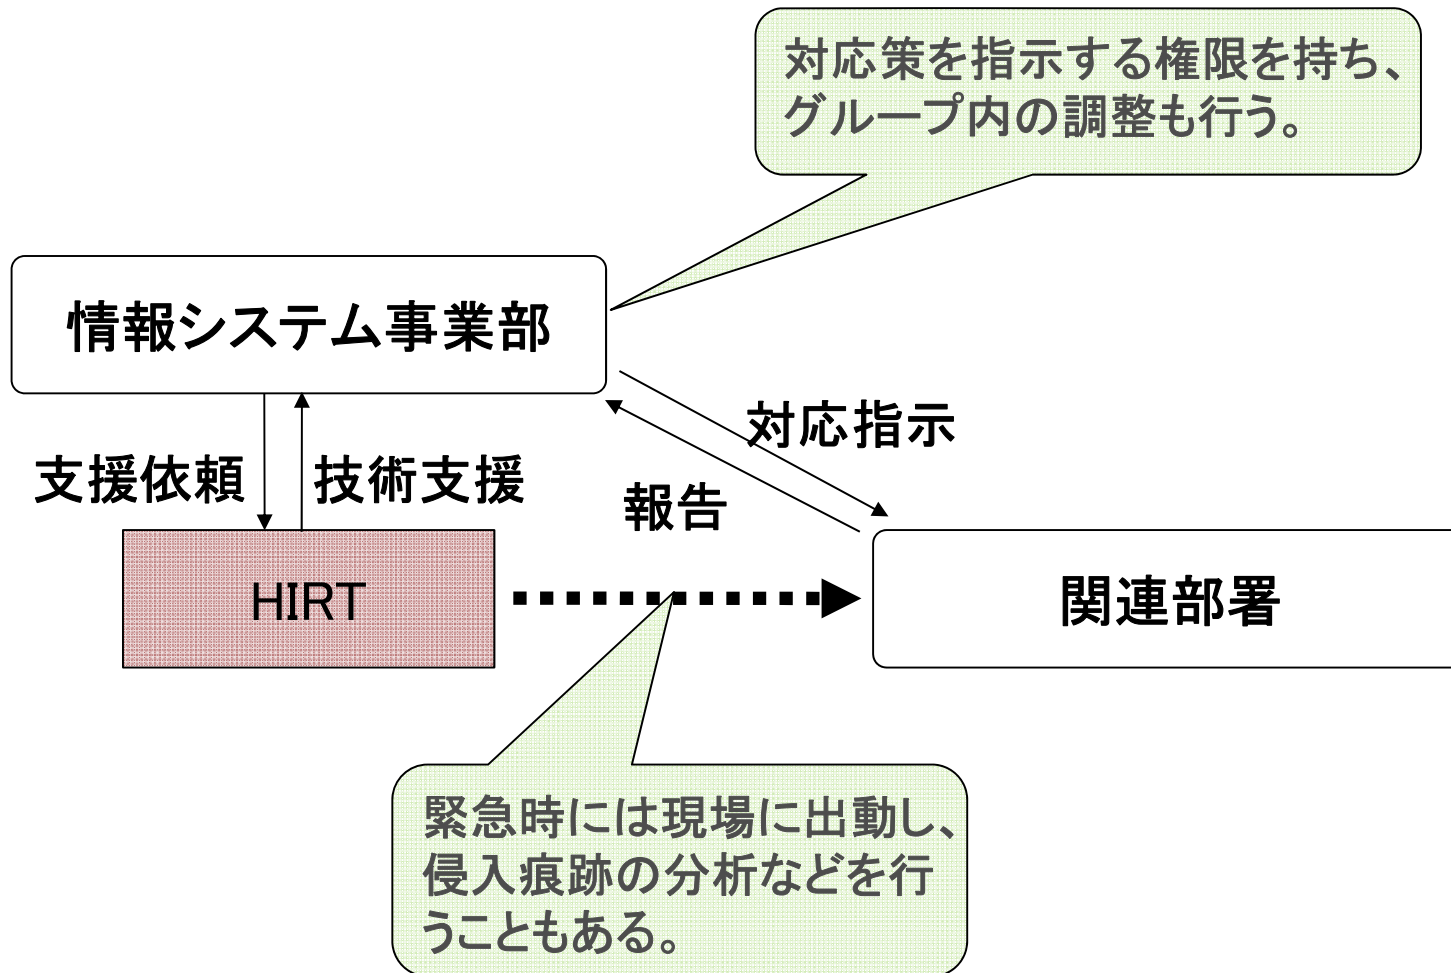 対応策を指示する権限を持ち、
グループ内の調整も行う。
情報システム事業部
対応指示
支援依頼
技術支援
報告
HIRT
関連部署
緊急時には現場に出動し、
侵入痕跡の分析などを行
うこともある。